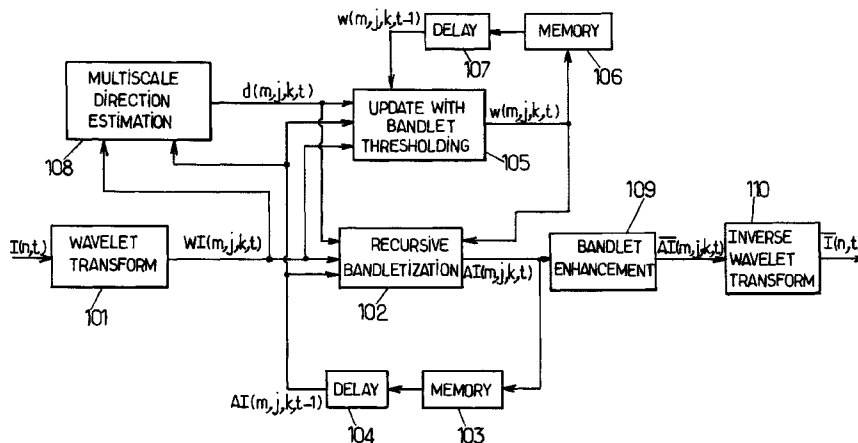 w(m,j,k,t-1)
DELAY
107
MEMORY
106
MULTISCALE
DIRECTION
ESTIMATION
108
d(m,j,k,t)
UPDATE WITH
BANDLET
THRESHOLDING
105
w(m,j,k,t)
I(n,t)
WAVELET
TRANSFORM
101
WI(m,j,k,t)
RECURSIVE
BANDLETIZATION
102
AI(m,j,k,t)
109
BANDLET
ENHANCEMENT
A̅I̅(m,j,k,t)
110
INVERSE
WAVELET
TRANSFORM
I̅(n,t)
AI(m,j,k,t-1)
DELAY
104
MEMORY
103